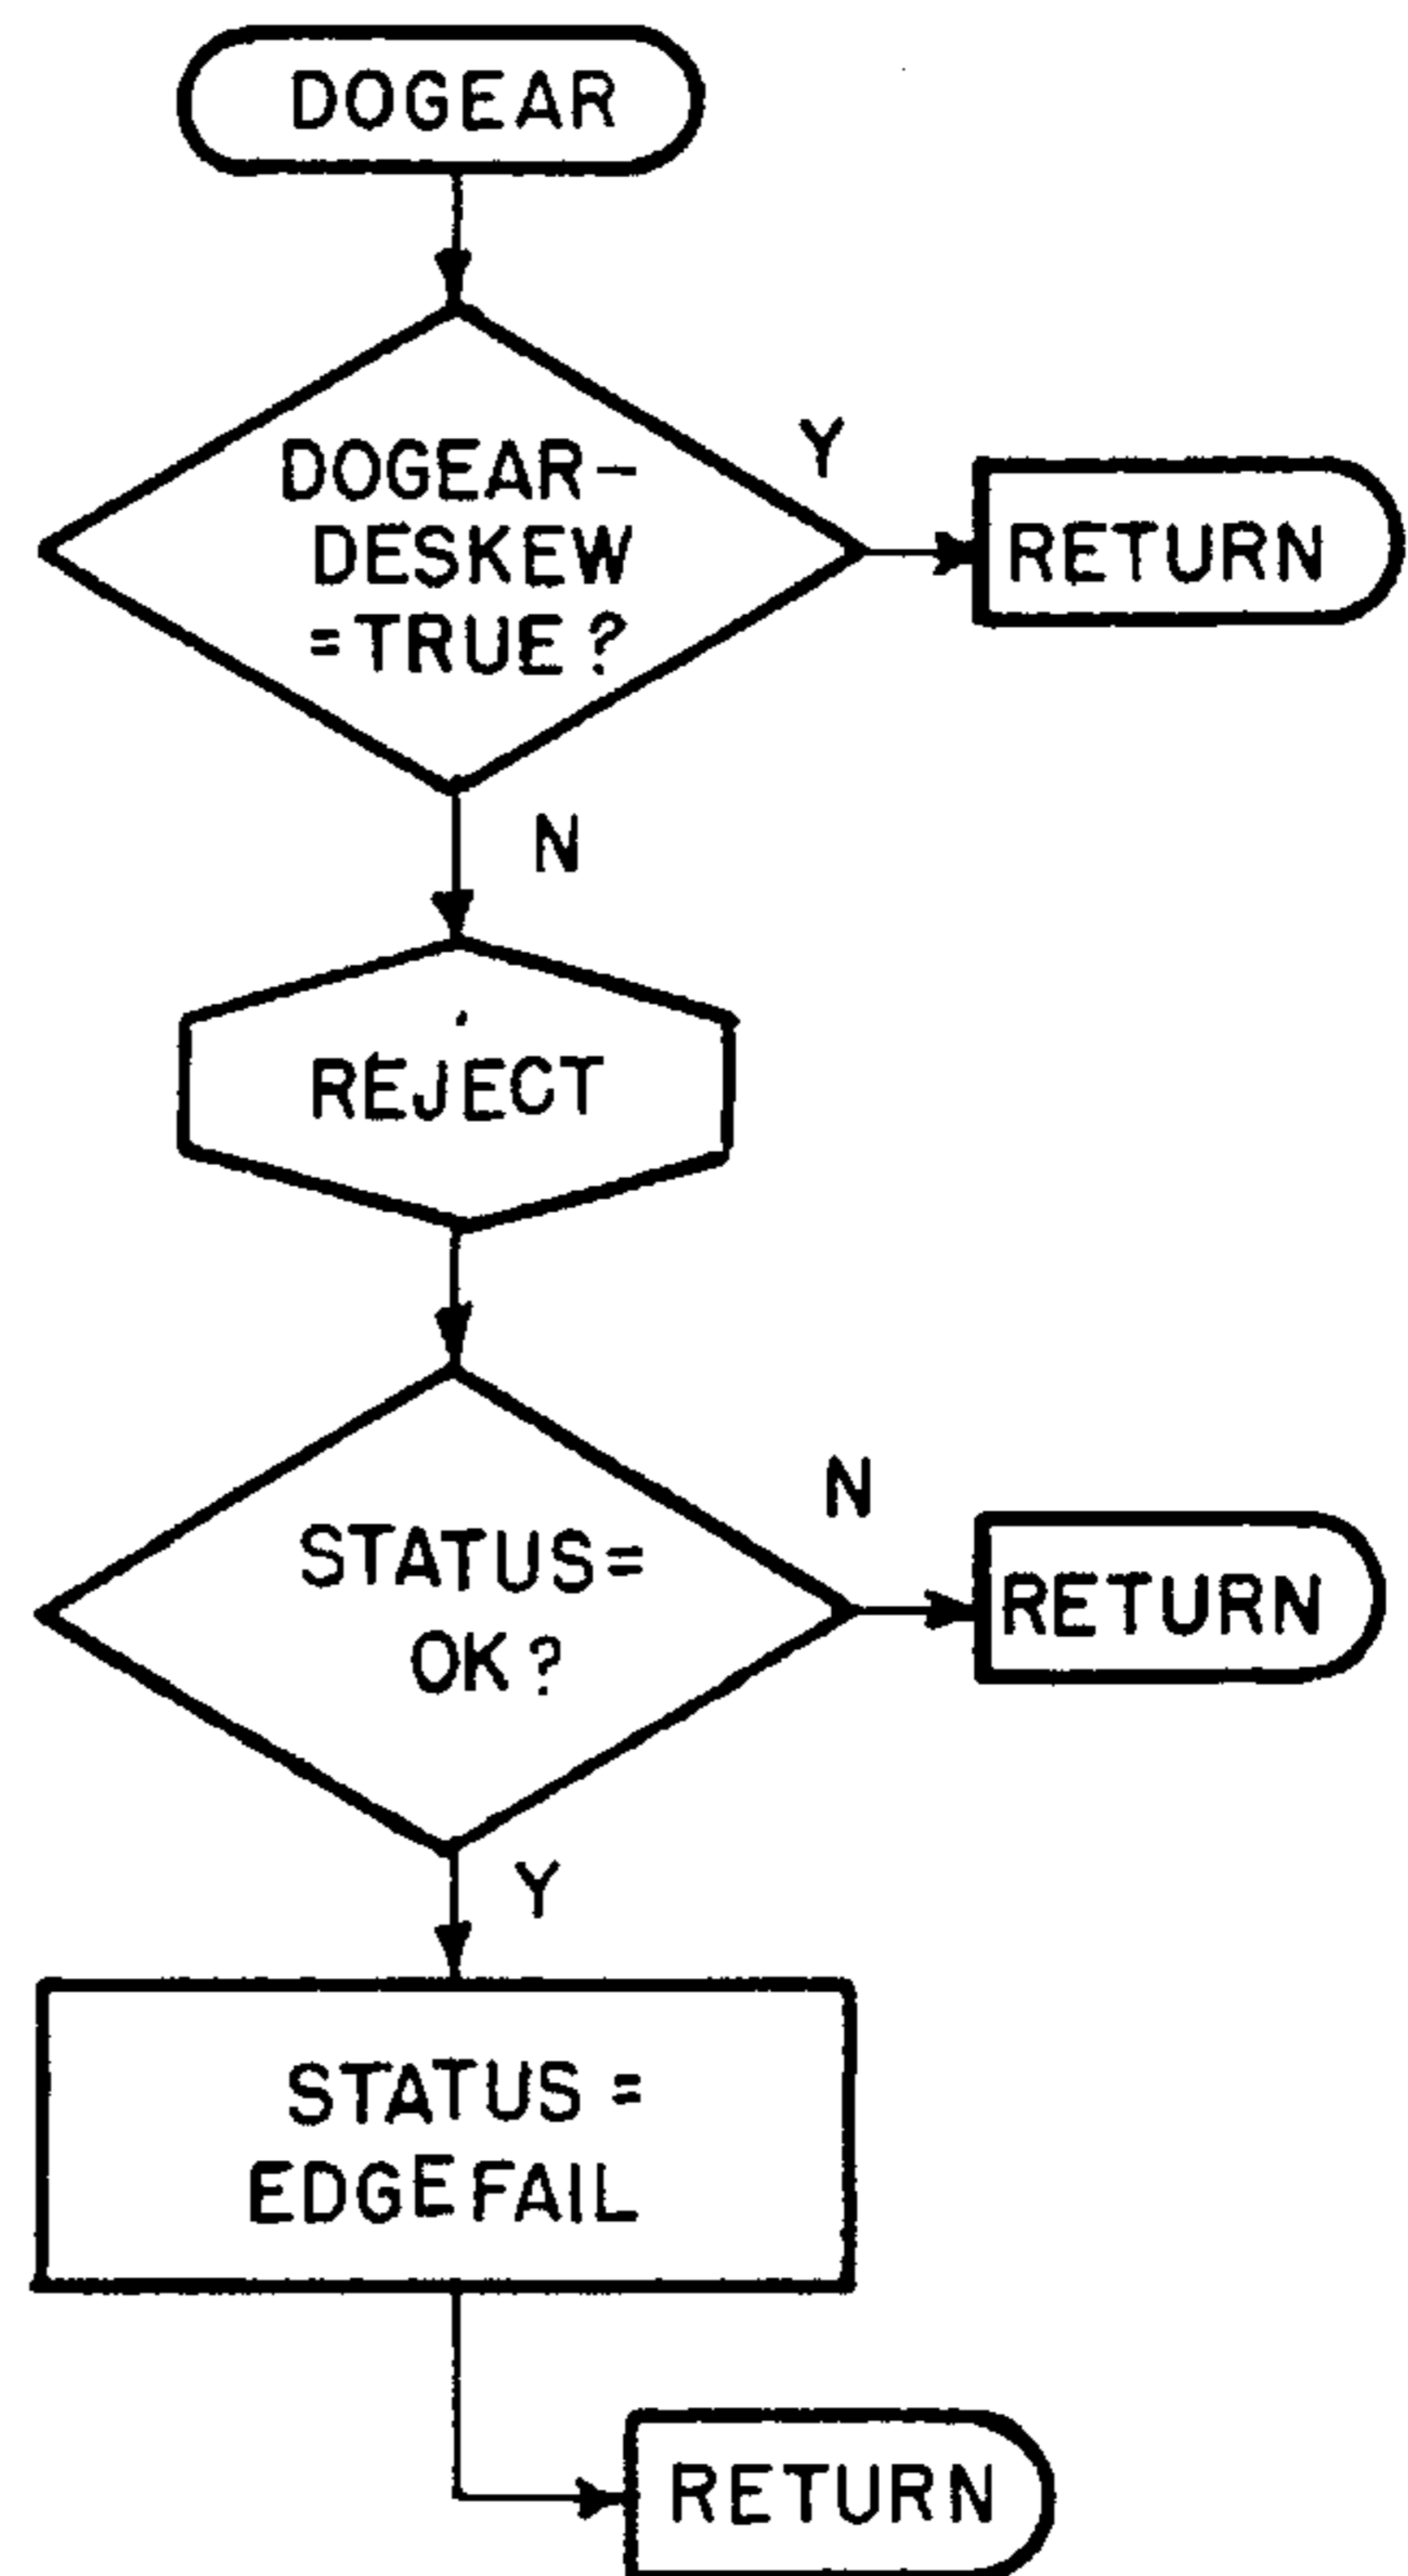 DOGEAR
DOGEAR-
DESKEW
=TRUE?
Y
RETURN
N
REJECT
STATUS=
OK?
N
RETURN
Y
STATUS =
EDGEFAIL
RETURN